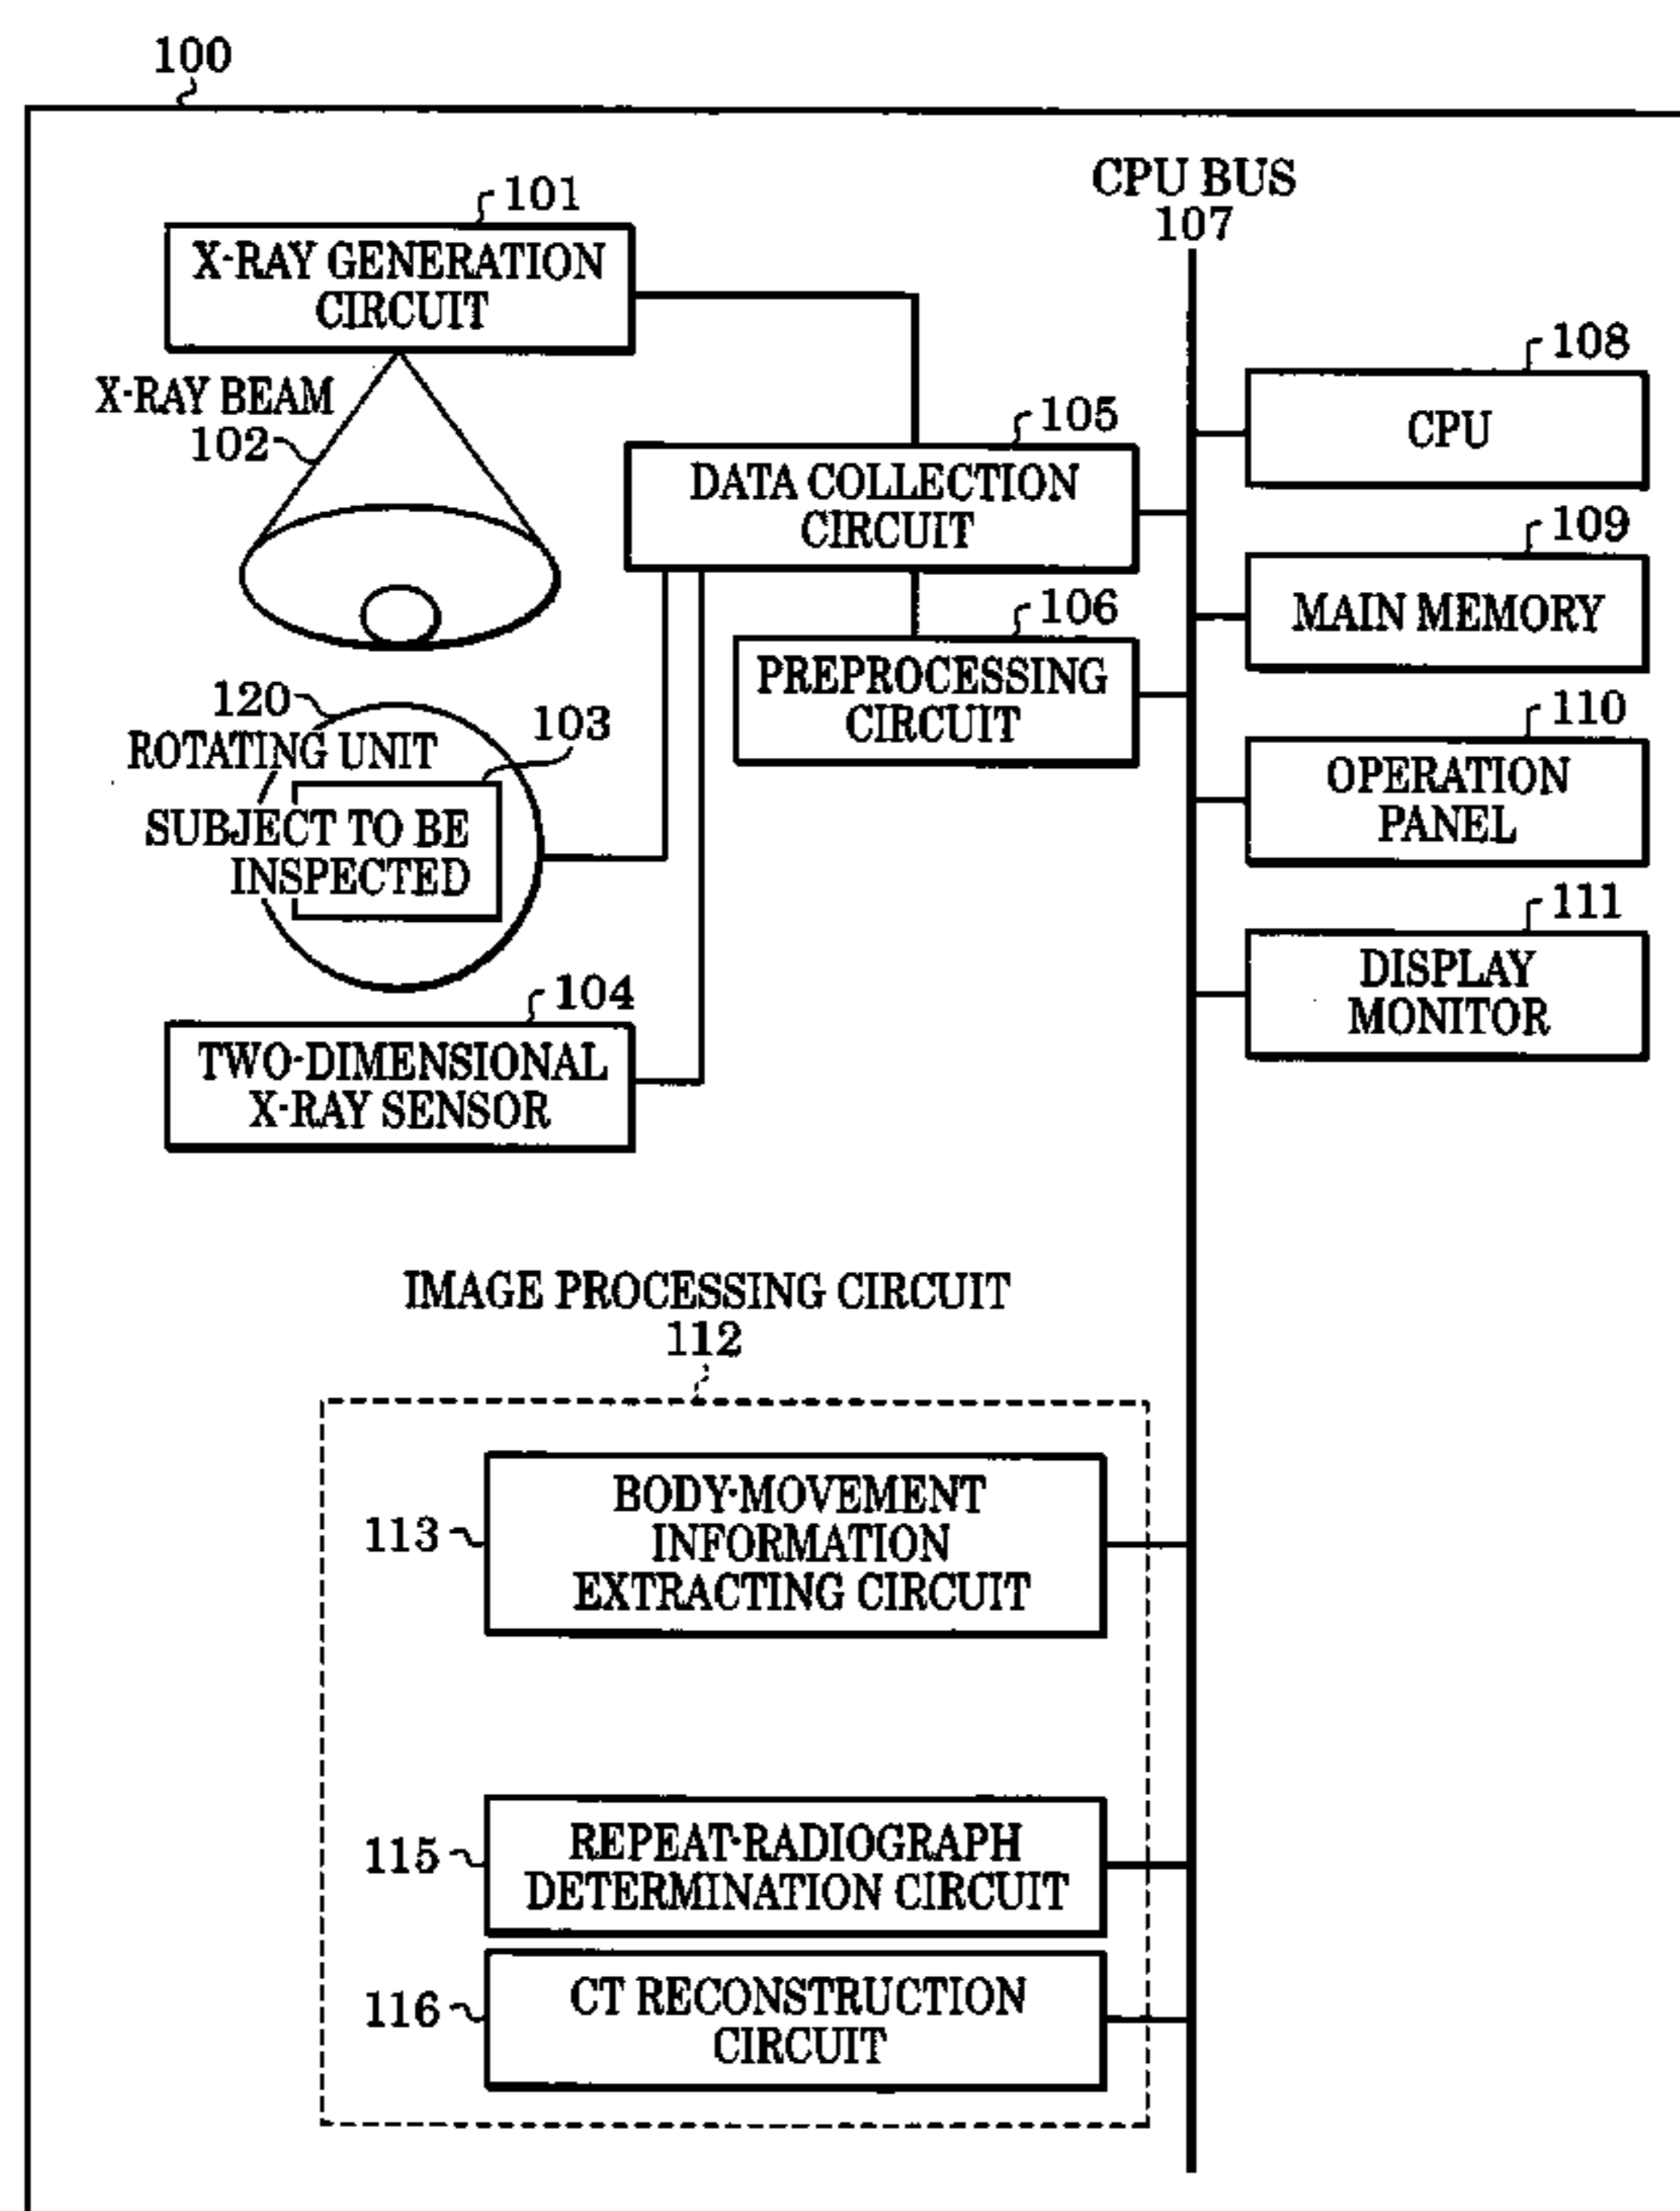 100
CPU BUS
107
101
X-RAY GENERATION
CIRCUIT
X-RAY BEAM
102
105
DATA COLLECTION
CIRCUIT
106
PREPROCESSING
CIRCUIT
120
ROTATING UNIT
103
SUBJECT TO BE
INSPECTED
104
TWO-DIMENSIONAL
X-RAY SENSOR
108
CPU
109
MAIN MEMORY
110
OPERATION
PANEL
111
DISPLAY
MONITOR
IMAGE PROCESSING CIRCUIT
112
113
BODY-MOVEMENT
INFORMATION
EXTRACTING CIRCUIT
115
REPEAT-RADIOGRAPH
DETERMINATION CIRCUIT
116
CT RECONSTRUCTION
CIRCUIT